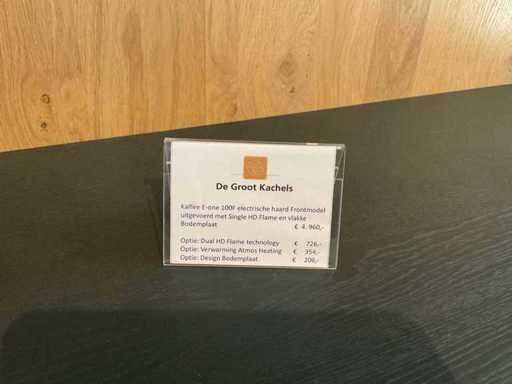 De Groot Kachels
Kalfire E-one 100F elektrische haard Frontmodel
uitgevoerd met Single HD Flame en vlakke
Bodemplaat € 4.960,-
Optie: Dual HD Flame technology € 726,-
Optie: Verwarming Atmos Heating € 354,-
Optie: Design Bodemplaat € 206,-